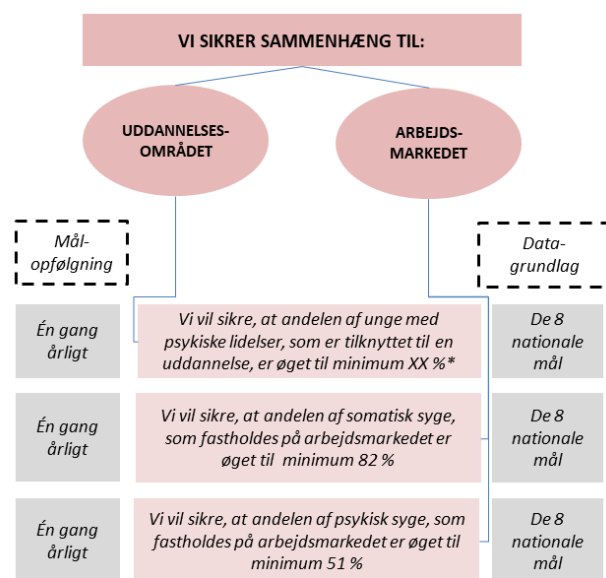 VI SIKRER SAMMENHÆNG TIL:
UDDANNELSES-
OMRÅDET
ARBEJDS-
MARKEDET
Mål-
opfølgning
Data-
grundlag
Én gang
årligt
Vi vil sikre, at andelen af unge med
psykiske lidelser, som er tilknyttet til en
uddannelse, er øget til minimum XX %*
De 8
nationale
mål
Én gang
årligt
Vi vil sikre, at andelen af somatisk syge,
som fastholdes på arbejdsmarkedet er
øget til minimum 82 %
De 8
nationale
mål
Én gang
årligt
Vi vil sikre, at andelen af psykisk syge, som
fastholdes på arbejdsmarkedet er øget til
minimum 51 %
De 8
nationale
mål